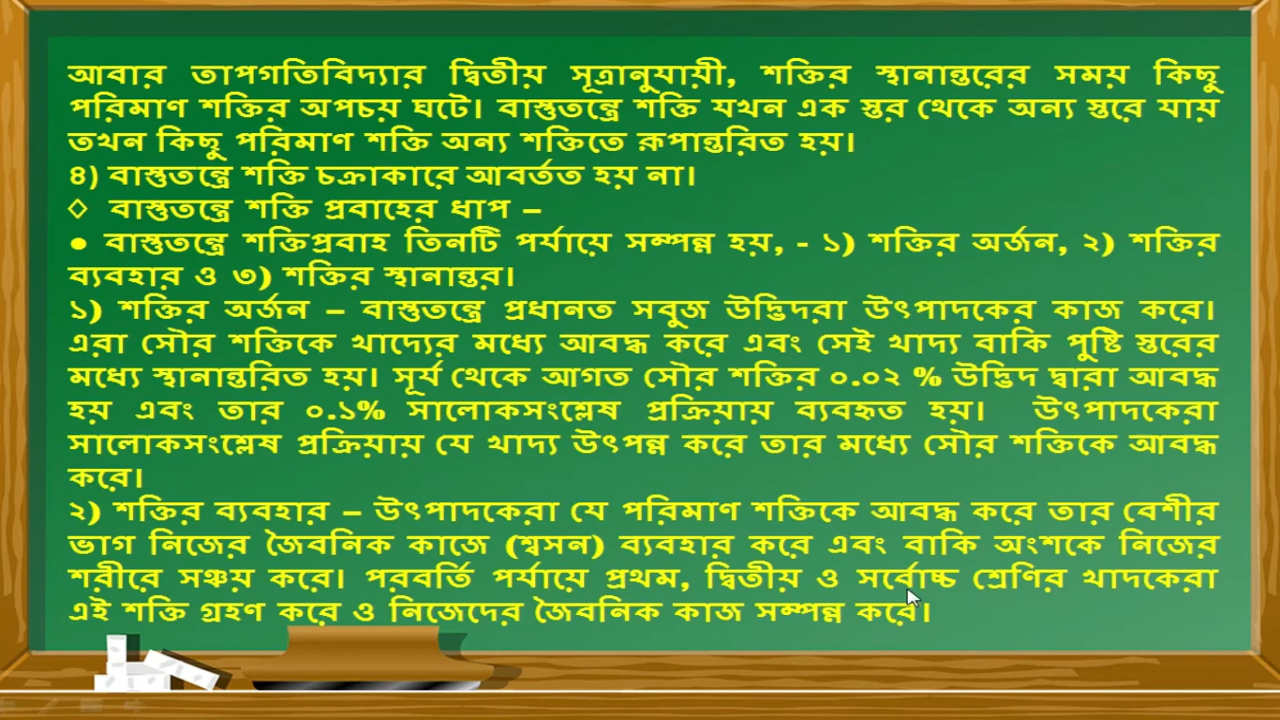 আবার তাপগতিবিদ্যার দ্বিতীয় সূত্রানুযায়ী, শক্তির স্থানান্তরের সময় কিছু
পরিমাণ শক্তির অপচয় ঘটে। বাস্তুতন্ত্রে শক্তি যখন এক স্তর থেকে অন্য স্তরে যায়
তখন কিছু পরিমাণ শক্তি অন্য শক্তিতে রূপান্তরিত হয়।
৪) বাস্তুতন্ত্রে শক্তি চক্রাকারে আবর্তত হয় না।
◊ বাস্তুতন্ত্রে শক্তি প্রবাহের ধাপ –
● বাস্তুতন্ত্রে শক্তিপ্রবাহ তিনটি পর্যায়ে সম্পন্ন হয়, - ১) শক্তির অর্জন, ২) শক্তির
ব্যবহার ও ৩) শক্তির স্থানান্তর।
১) শক্তির অর্জন – বাস্তুতন্ত্রে প্রধানত সবুজ উদ্ভিদরা উৎপাদকের কাজ করে।
এরা সৌর শক্তিকে খাদ্যের মধ্যে আবদ্ধ করে এবং সেই খাদ্য বাকি পুষ্টি স্তরের
মধ্যে স্থানান্তরিত হয়। সূর্য থেকে আগত সৌর শক্তির ০.০২ % উদ্ভিদ দ্বারা আবদ্ধ
হয় এবং তার ০.১% সালোকসংশ্লেষ প্রক্রিয়ায় ব্যবহৃত হয়। উৎপাদকেরা
সালোকসংশ্লেষ প্রক্রিয়ায় যে খাদ্য উৎপন্ন করে তার মধ্যে সৌর শক্তিকে আবদ্ধ
করে।
২) শক্তির ব্যবহার – উৎপাদকেরা যে পরিমাণ শক্তিকে আবদ্ধ করে তার বেশীর
ভাগ নিজের জৈবনিক কাজে (শ্বসন) ব্যবহার করে এবং বাকি অংশকে নিজের
শরীরে সঞ্চয় করে। পরবর্তি পর্যায়ে প্রথম, দ্বিতীয় ও সর্বোচ্চ শ্রেণির খাদকেরা
এই শক্তি গ্রহণ করে ও নিজেদের জৈবনিক কাজ সম্পন্ন করে।